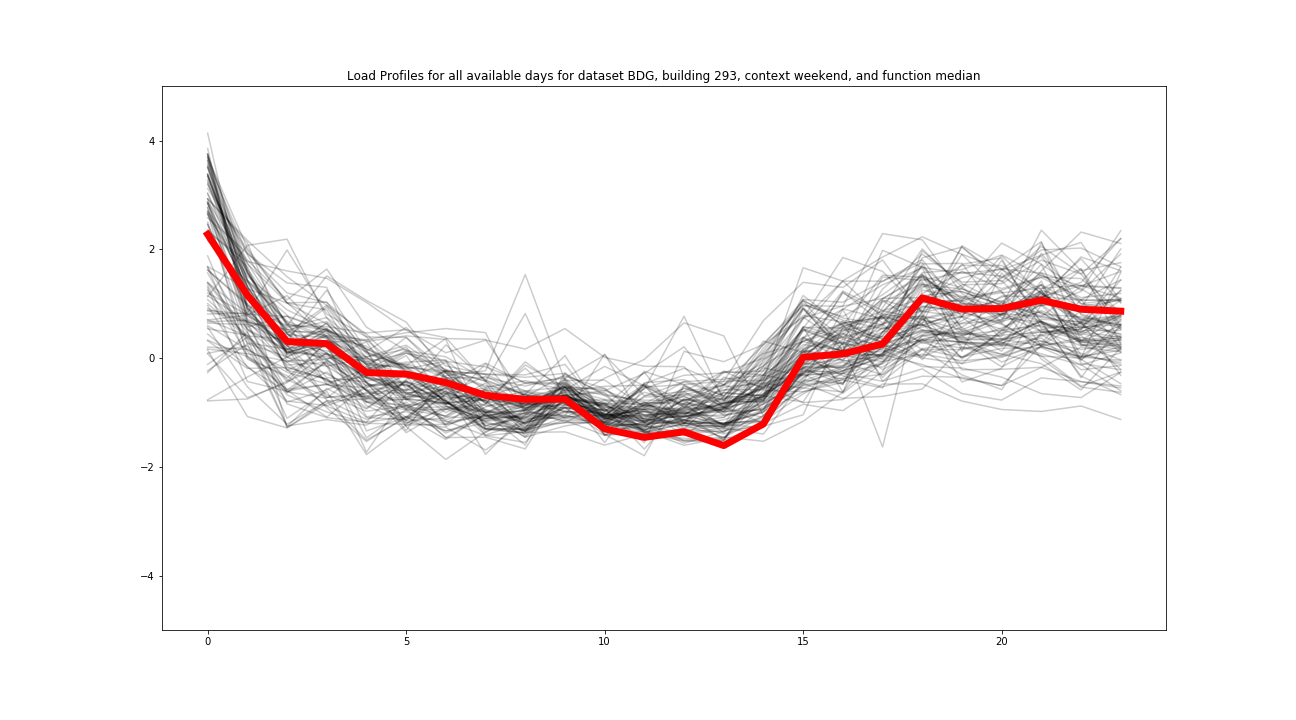 Load Profiles for all available days for dataset BDG, building 293, context weekend, and function median
4
2
0
−2
−4
0 5 10 15 20